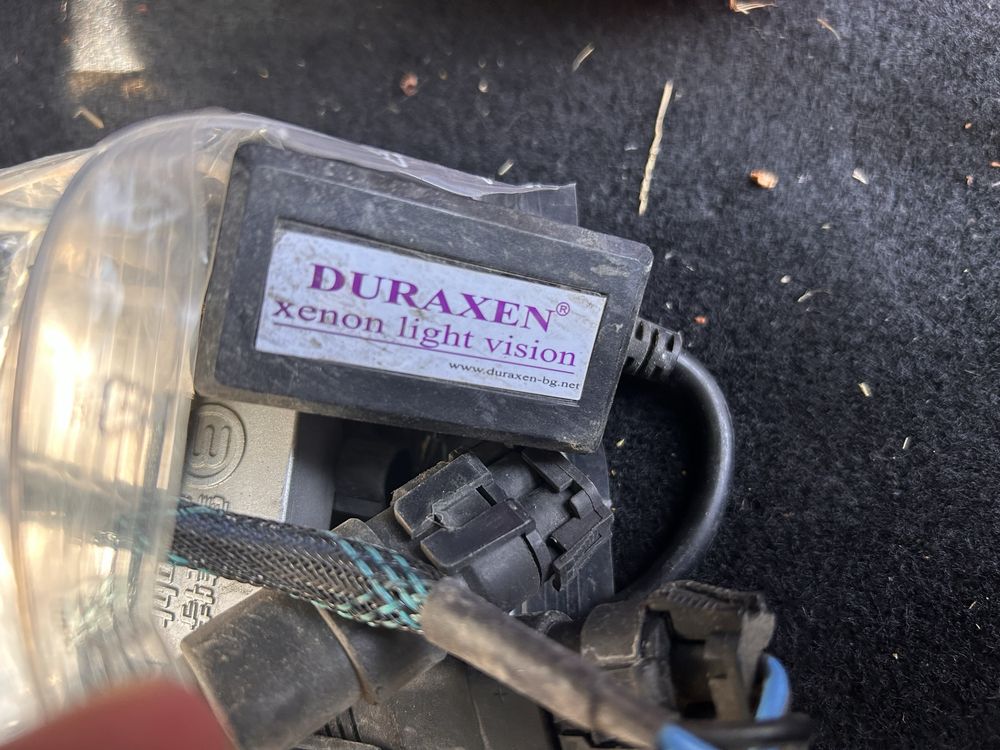 DURAXEN®
xenon light vision
www.duraxen-bg.net